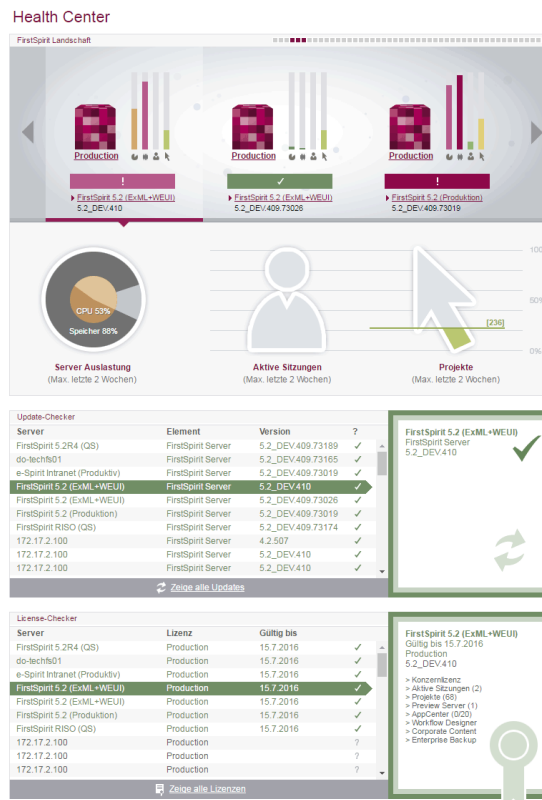 Health Center
FirstSpirit Landschaft
Production Production Production
! ✓ !
FirstSpirit 5.2 (ExML+WEUI) FirstSpirit 5.2 (ExML+WEUI) FirstSpirit 5.2 (Produktion)
5.2_DEV.410 5.2_DEV.409.73026 5.2_DEV.409.73019
100
60%
0%
CPU 53%
Speicher 88%
[236]
Server Auslastung Aktive Sitzungen Projekte
(Max. letzte 2 Wochen) (Max. letzte 2 Wochen) (Max. letzte 2 Wochen)
Update-Checker
Server Element Version ?
FirstSpirit 5.2R4 (QS) FirstSpirit Server 5.2_DEV.409.73189 ✓
do-techfs01 FirstSpirit Server 5.2_DEV.409.73165 ✓
e-Spirit Intranet (Produktiv) FirstSpirit Server 5.2_DEV.409.73019 ✓
FirstSpirit 5.2 (ExML+WEUI) FirstSpirit Server 5.2_DEV.410 ✓
FirstSpirit 5.2 (ExML+WEUI) FirstSpirit Server 5.2_DEV.409.73026 ✓
FirstSpirit 5.2 (Produktion) FirstSpirit Server 5.2_DEV.409.73019 ✓
FirstSpirit RISO (QS) FirstSpirit Server 5.2_DEV.409.73174 ✓
172.17.2.100 FirstSpirit Server 4.2.507 ✓
172.17.2.100 FirstSpirit Server 5.2_DEV.410 ✓
172.17.2.100 FirstSpirit Server 5.2_DEV.410 ✓
Zeige alle Updates
FirstSpirit 5.2 (ExML+WEUI)
FirstSpirit Server
5.2_DEV.410
License-Checker
Server Lizenz Gültig bis ?
FirstSpirit 5.2R4 (QS) Production 15.7.2016 ✓
do-techfs01 Production 15.7.2016 ✓
e-Spirit Intranet (Produktiv) Production 15.7.2016 ✓
FirstSpirit 5.2 (ExML+WEUI) Production 15.7.2016 ✓
FirstSpirit 5.2 (ExML+WEUI) Production 15.7.2016 ✓
FirstSpirit 5.2 (Produktion) Production 15.7.2016 ✓
FirstSpirit RISO (QS) Production 15.7.2016 ✓
172.17.2.100 Production ?
172.17.2.100 Production ?
172.17.2.100 Production ?
Zeige alle Lizenzen
FirstSpirit 5.2 (ExML+WEUI)
Gültig bis 15.7.2016
Production
5.2_DEV.410
> Konzernlizenz
> Aktive Sitzungen (2)
> Projekte (68)
> Preview Server (1)
> AppCenter (0/20)
> Workflow Designer
> Corporate Content
> Enterprise Backup